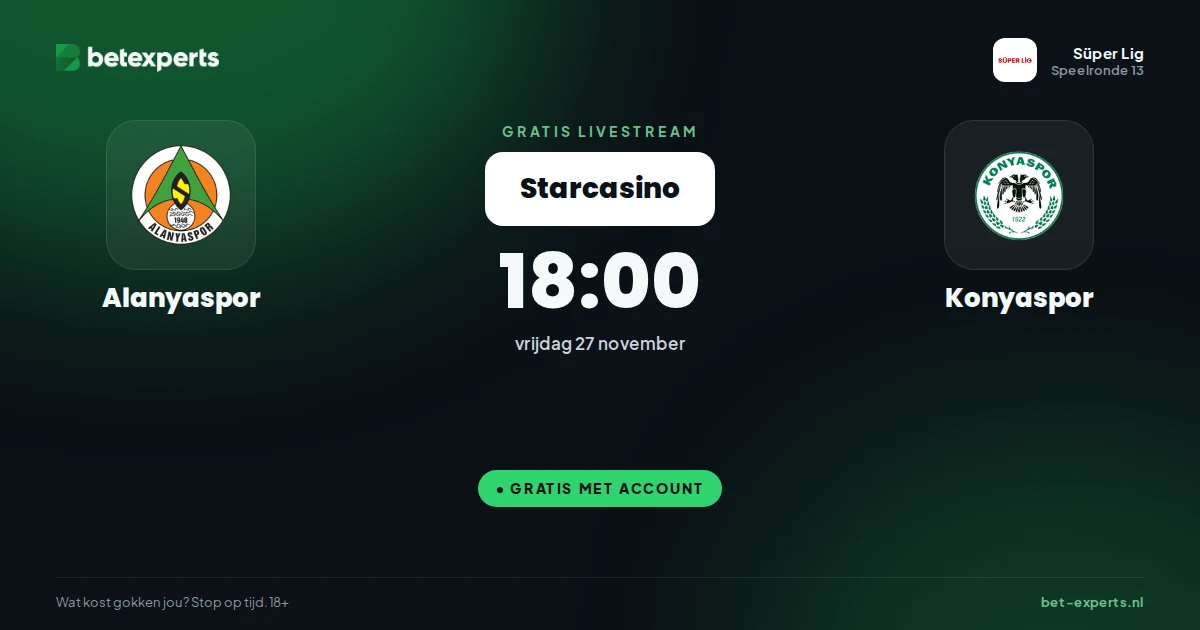 betexperts
SÜPER LİG
Süper Lig
Speelronde 13
GRATIS LIVESTREAM
Starcasino
18:00
vrijdag 27 november
1948
ALANYASPOR
Alanyaspor
KONYASPOR
1922
Konyaspor
• GRATIS MET ACCOUNT
Wat kost gokken jou? Stop op tijd. 18+
bet-experts.nl